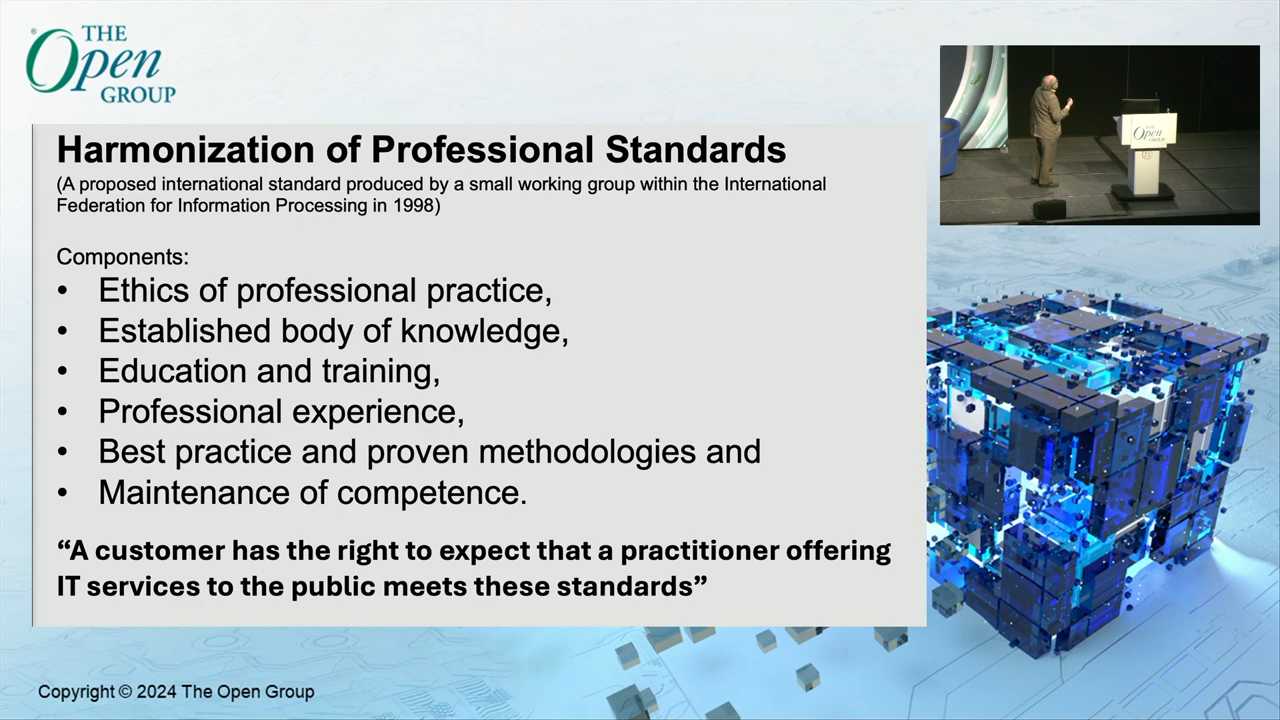 THE
Open
GROUP
Harmonization of Professional Standards
(A proposed international standard produced by a small working group within the International
Federation for Information Processing in 1998)
Components:
• Ethics of professional practice,
• Established body of knowledge,
• Education and training,
• Professional experience,
• Best practice and proven methodologies and
• Maintenance of competence.
“A customer has the right to expect that a practitioner offering
IT services to the public meets these standards”
THE
Open
GROUP
Copyright © 2024 The Open Group